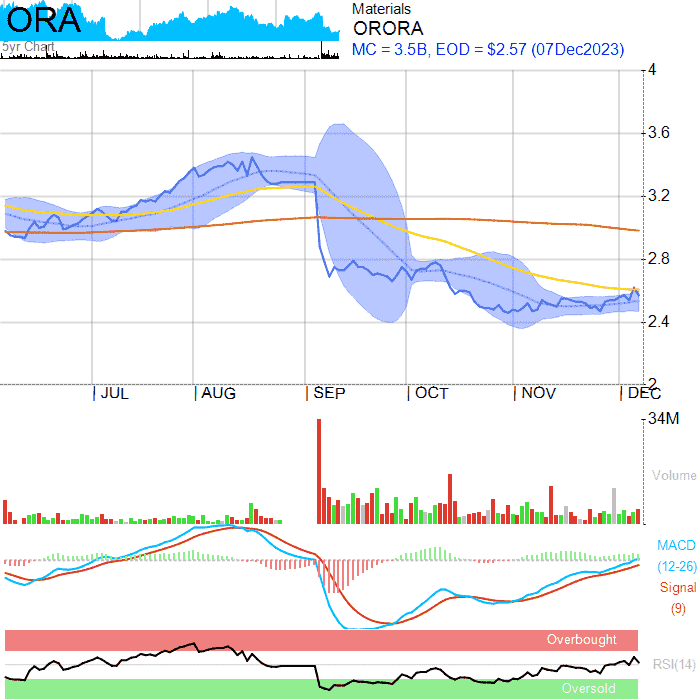 ORA
5yr Chart
Materials
ORORA
MC = 3.5B, EOD = $2.57 (07Dec2023)
4
3.6
3.2
2.8
2.4
2
JUL
AUG
SEP
OCT
NOV
DEC
34M
Volume
MACD
(12-26)
Signal
(9)
Overbought
RSI(14)
Oversold